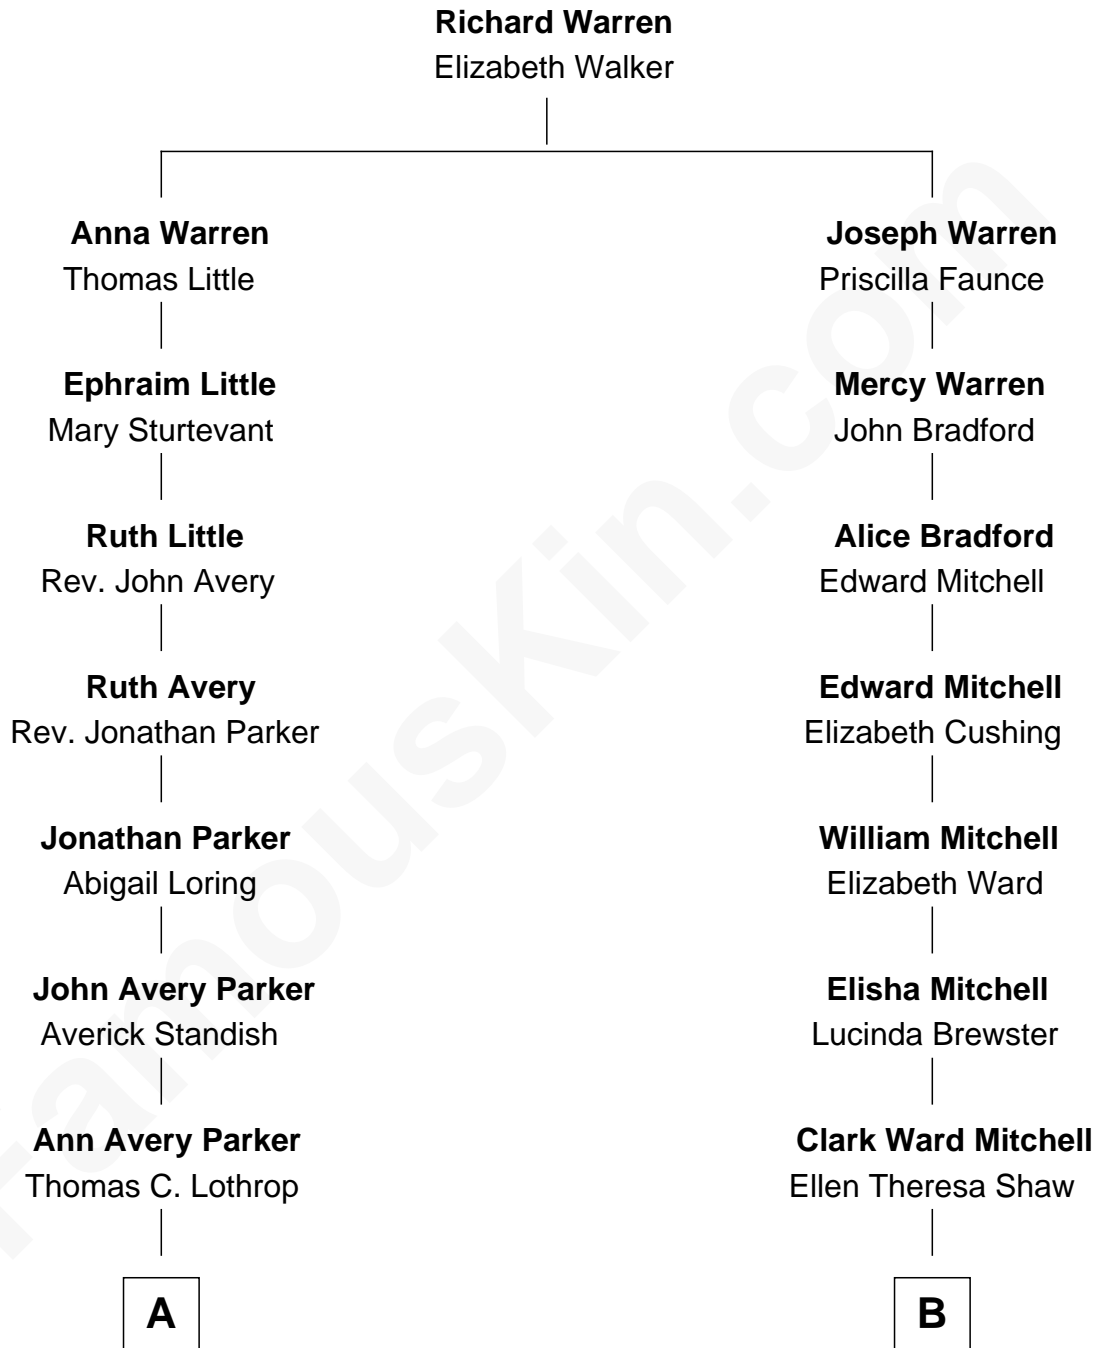 Richard Warren
Elizabeth Walker
Anna Warren
Thomas Little
Joseph Warren
Priscilla Faunce
Ephraim Little
Mary Sturtevant
Mercy Warren
John Bradford
Ruth Little
Rev. John Avery
Alice Bradford
Edward Mitchell
Ruth Avery
Rev. Jonathan Parker
Edward Mitchell
Elizabeth Cushing
Jonathan Parker
Abigail Loring
William Mitchell
Elizabeth Ward
John Avery Parker
Averick Standish
Elisha Mitchell
Lucinda Brewster
Ann Avery Parker
Thomas C. Lothrop
Clark Ward Mitchell
Ellen Theresa Shaw
A
B
FamousKin.com